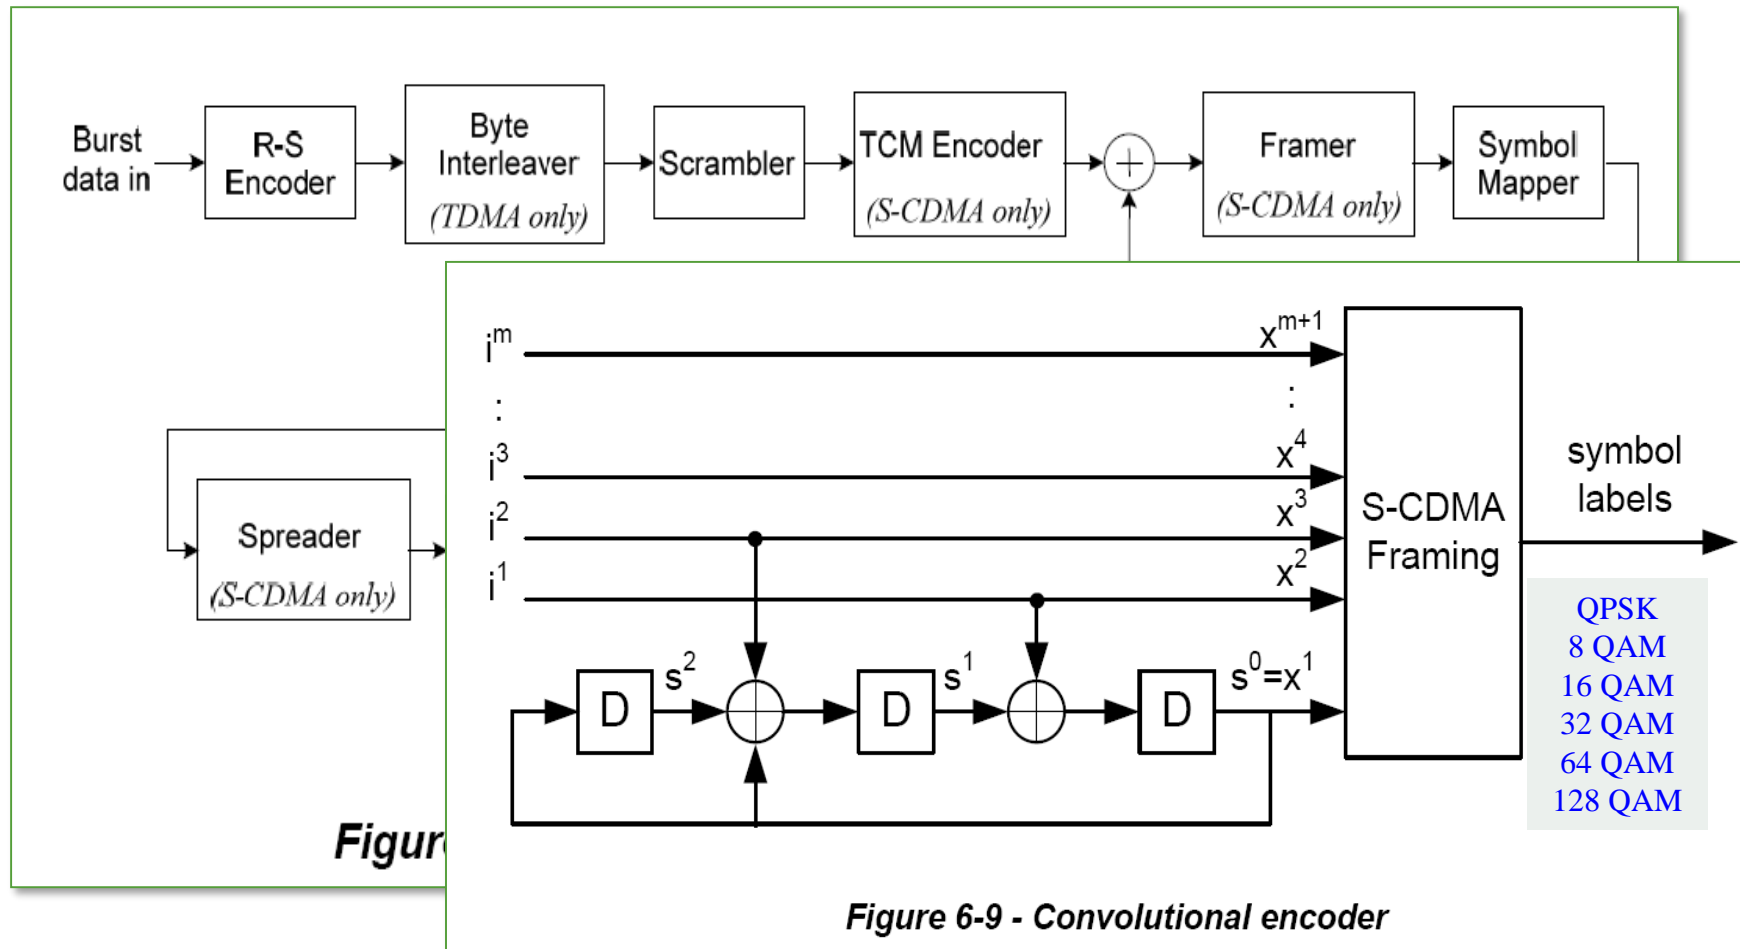 Burst
data in
R-S
Encoder
Byte
Interleaver
(TDMA only)
Scrambler
TCM Encoder
(S-CDMA only)
+
Framer
(S-CDMA only)
Symbol
Mapper
Spreader
(S-CDMA only)
i^m
x^{m+1}
:
:
i^3
x^4
i^2
x^3
i^1
x^2
D
s^2
D
s^1
D
s^0=x^1
S-CDMA
Framing
symbol
labels
QPSK
8 QAM
16 QAM
32 QAM
64 QAM
128 QAM
Figure 6-9 - Convolutional encoder